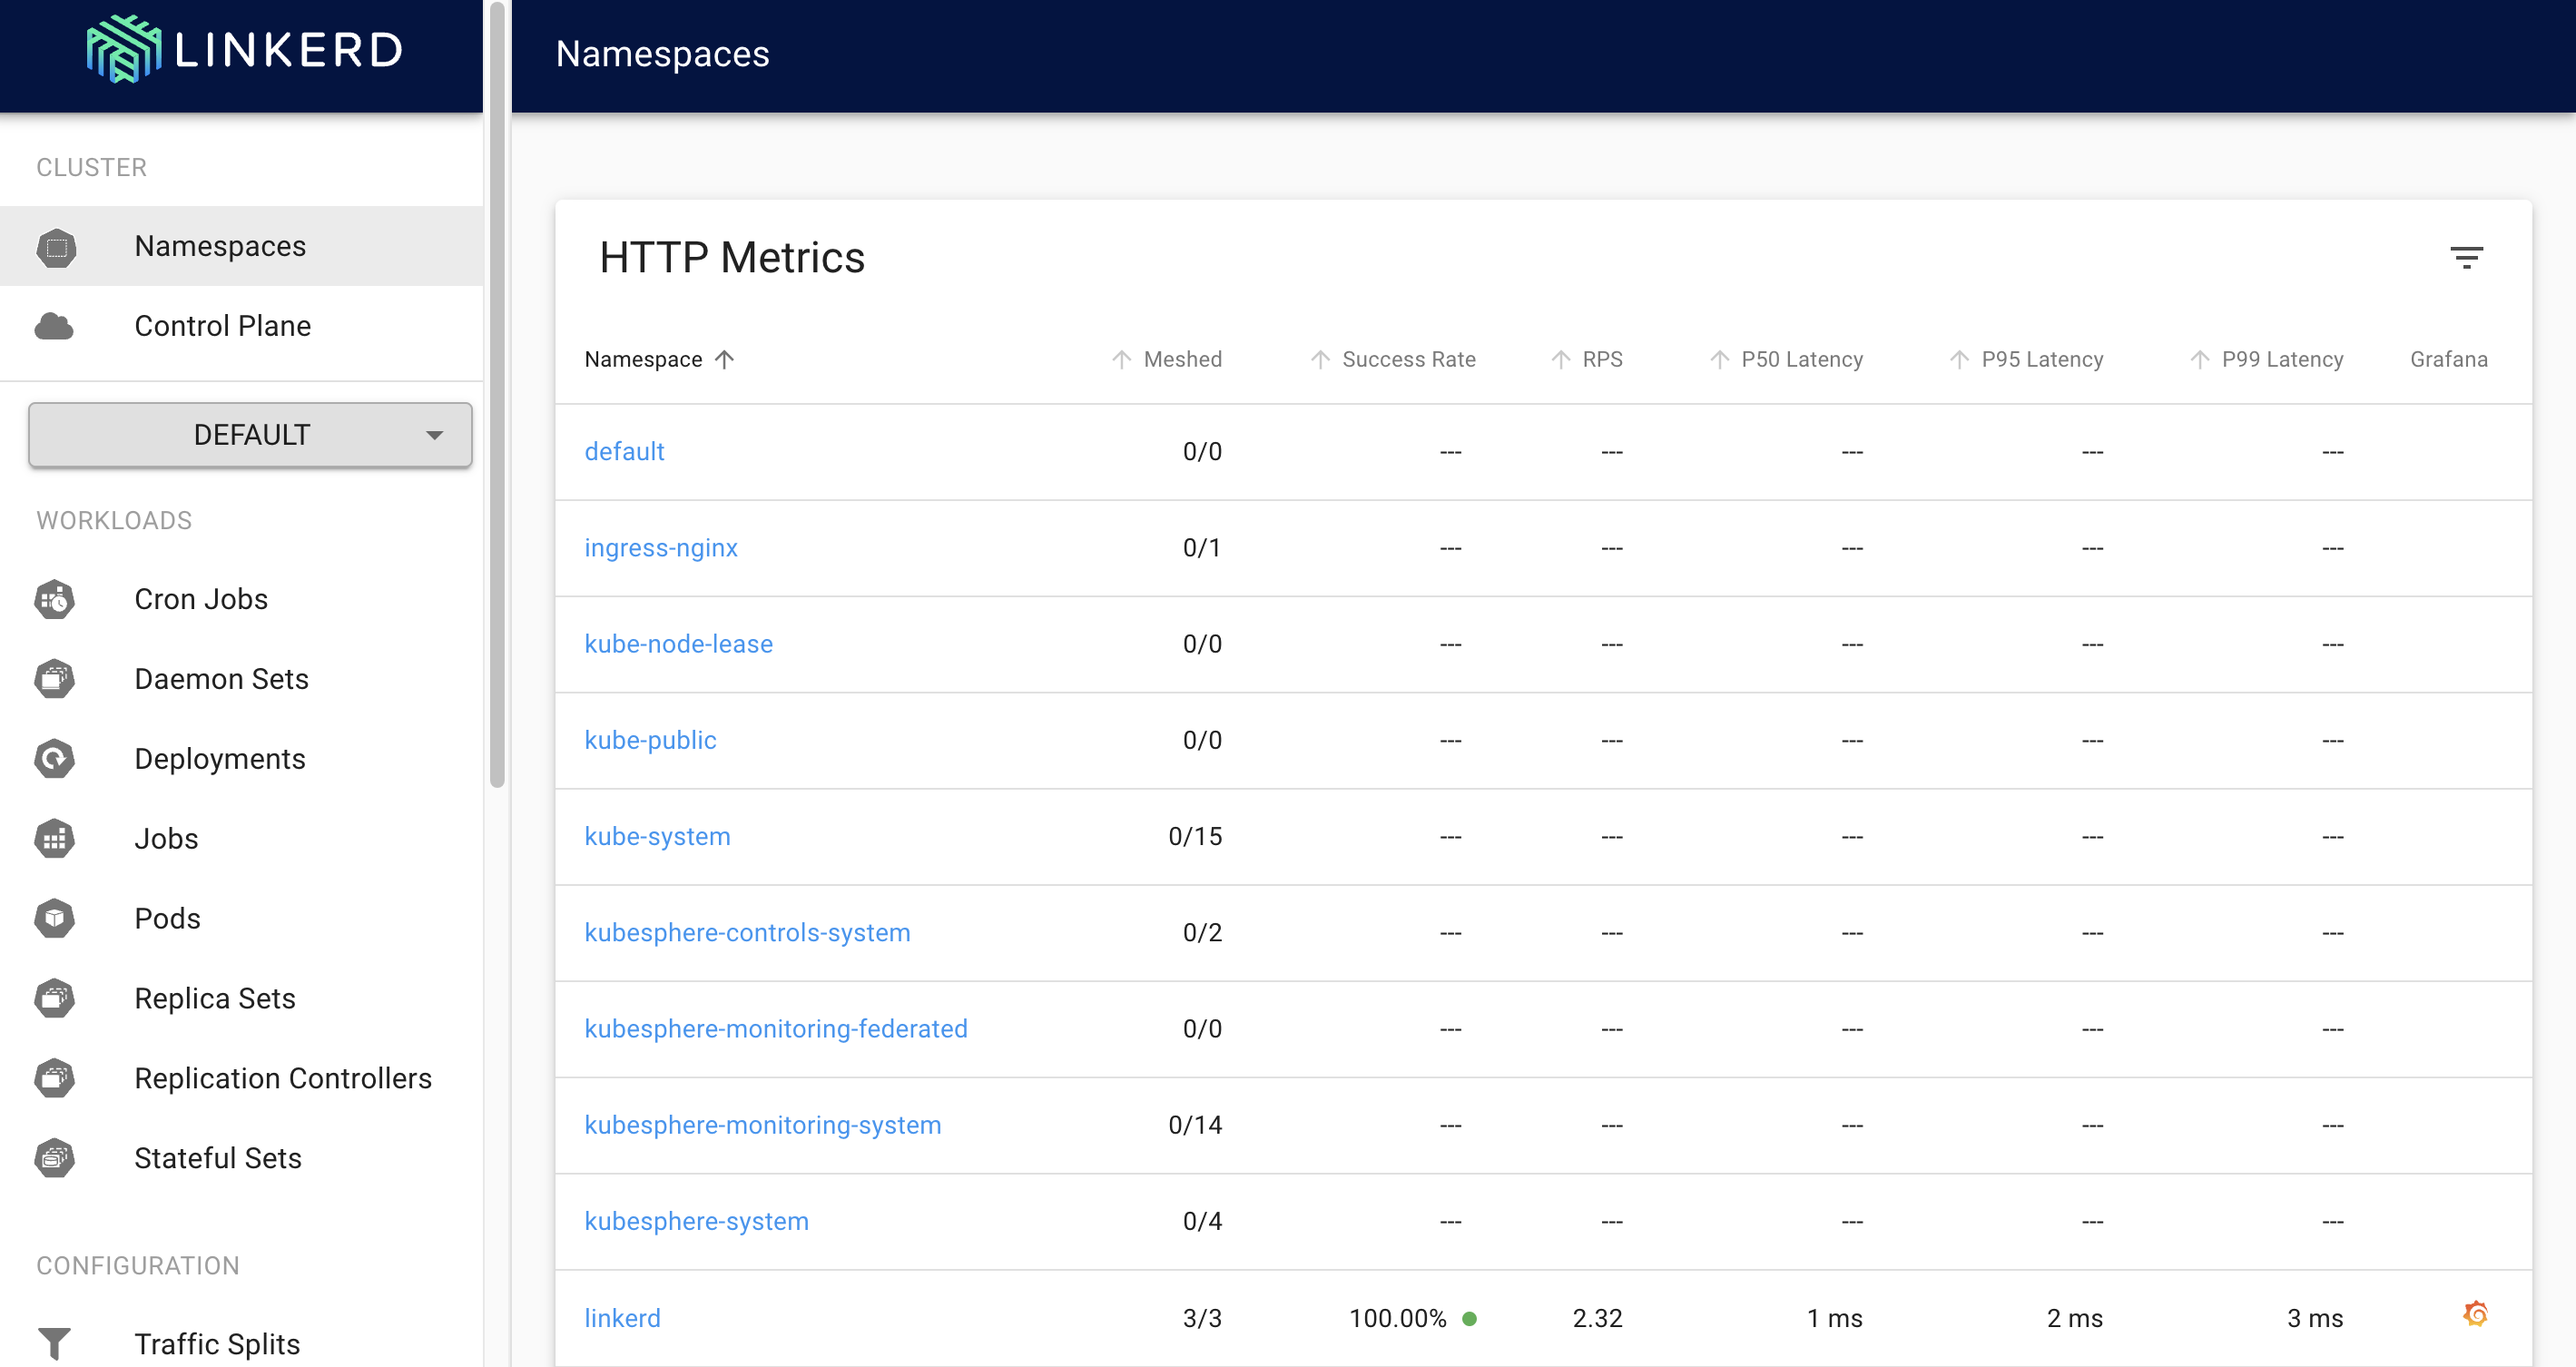 LINKERD
Namespaces
CLUSTER
Namespaces
Control Plane
DEFAULT
WORKLOADS
Cron Jobs
Daemon Sets
Deployments
Jobs
Pods
Replica Sets
Replication Controllers
Stateful Sets
CONFIGURATION
Traffic Splits
HTTP Metrics
Namespace Meshed Success Rate RPS P50 Latency P95 Latency P99 Latency Grafana
default 0/0 --- --- --- --- ---
ingress-nginx 0/1 --- --- --- --- ---
kube-node-lease 0/0 --- --- --- --- ---
kube-public 0/0 --- --- --- --- ---
kube-system 0/15 --- --- --- --- ---
kubesphere-controls-system 0/2 --- --- --- --- ---
kubesphere-monitoring-federated 0/0 --- --- --- --- ---
kubesphere-monitoring-system 0/14 --- --- --- --- ---
kubesphere-system 0/4 --- --- --- --- ---
linkerd 3/3 100.00% 2.32 1 ms 2 ms 3 ms